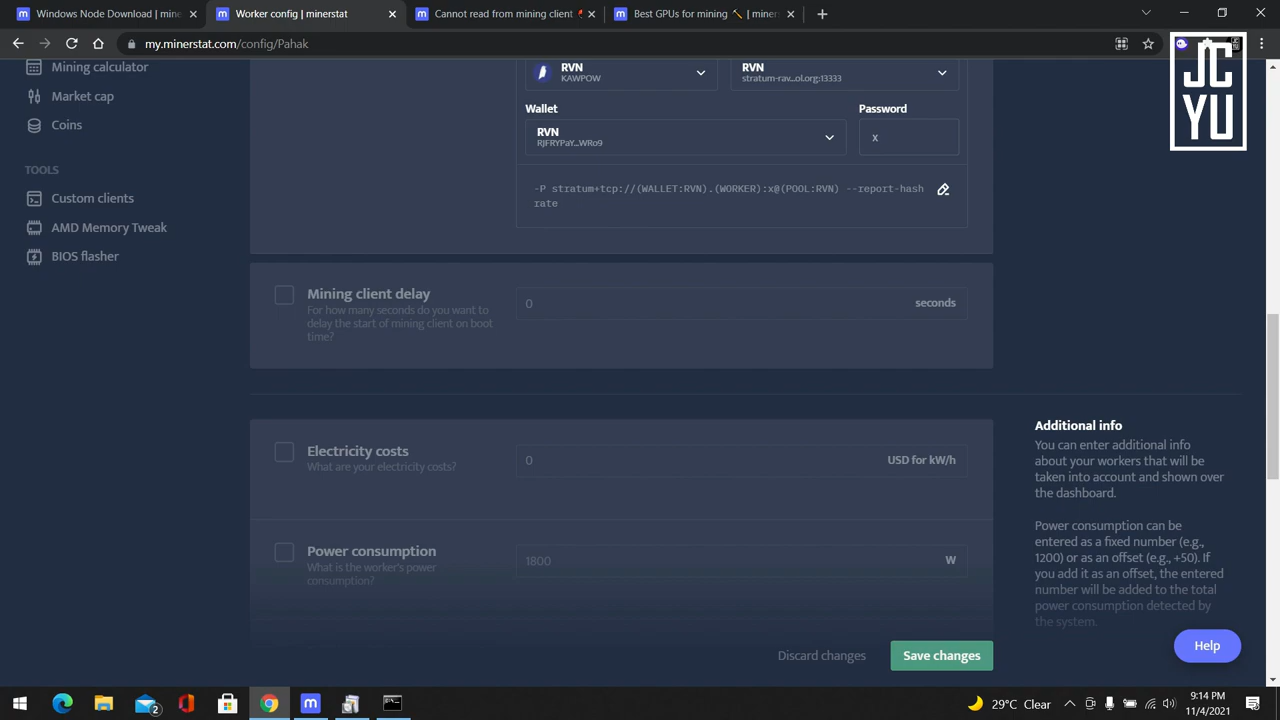 Windows Node Download | mine
Worker config | minerstat
Cannot read from mining client
Best GPUs for mining
miner
my.minerstat.com/config/Pahak
JC
YU
Mining calculator
Market cap
Coins
TOOLS
Custom clients
AMD Memory Tweak
BIOS flasher
RVN
KAWPOW
RVN
stratum-rav...ol.org:13333
Wallet
Password
RVN
RJFRYPaY...WRo9
x
-P stratum+tcp://(WALLET:RVN).(WORKER):x@(POOL:RVN) --report-hash
rate
Mining client delay
For how many seconds do you want to
delay the start of mining client on boot
time?
0
seconds
Electricity costs
What are your electricity costs?
0
USD for kW/h
Power consumption
What is the worker's power
consumption?
1800
W
Additional info
You can enter additional info
about your workers that will be
taken into account and shown over
the dashboard.
Power consumption can be
entered as a fixed number (e.g.,
1200) or as an offset (e.g., +50). If
you add it as an offset, the entered
number will be added to the total
power consumption detected by
the system.
Discard changes
Save changes
Help
2
29°C Clear
9:14 PM
11/4/2021